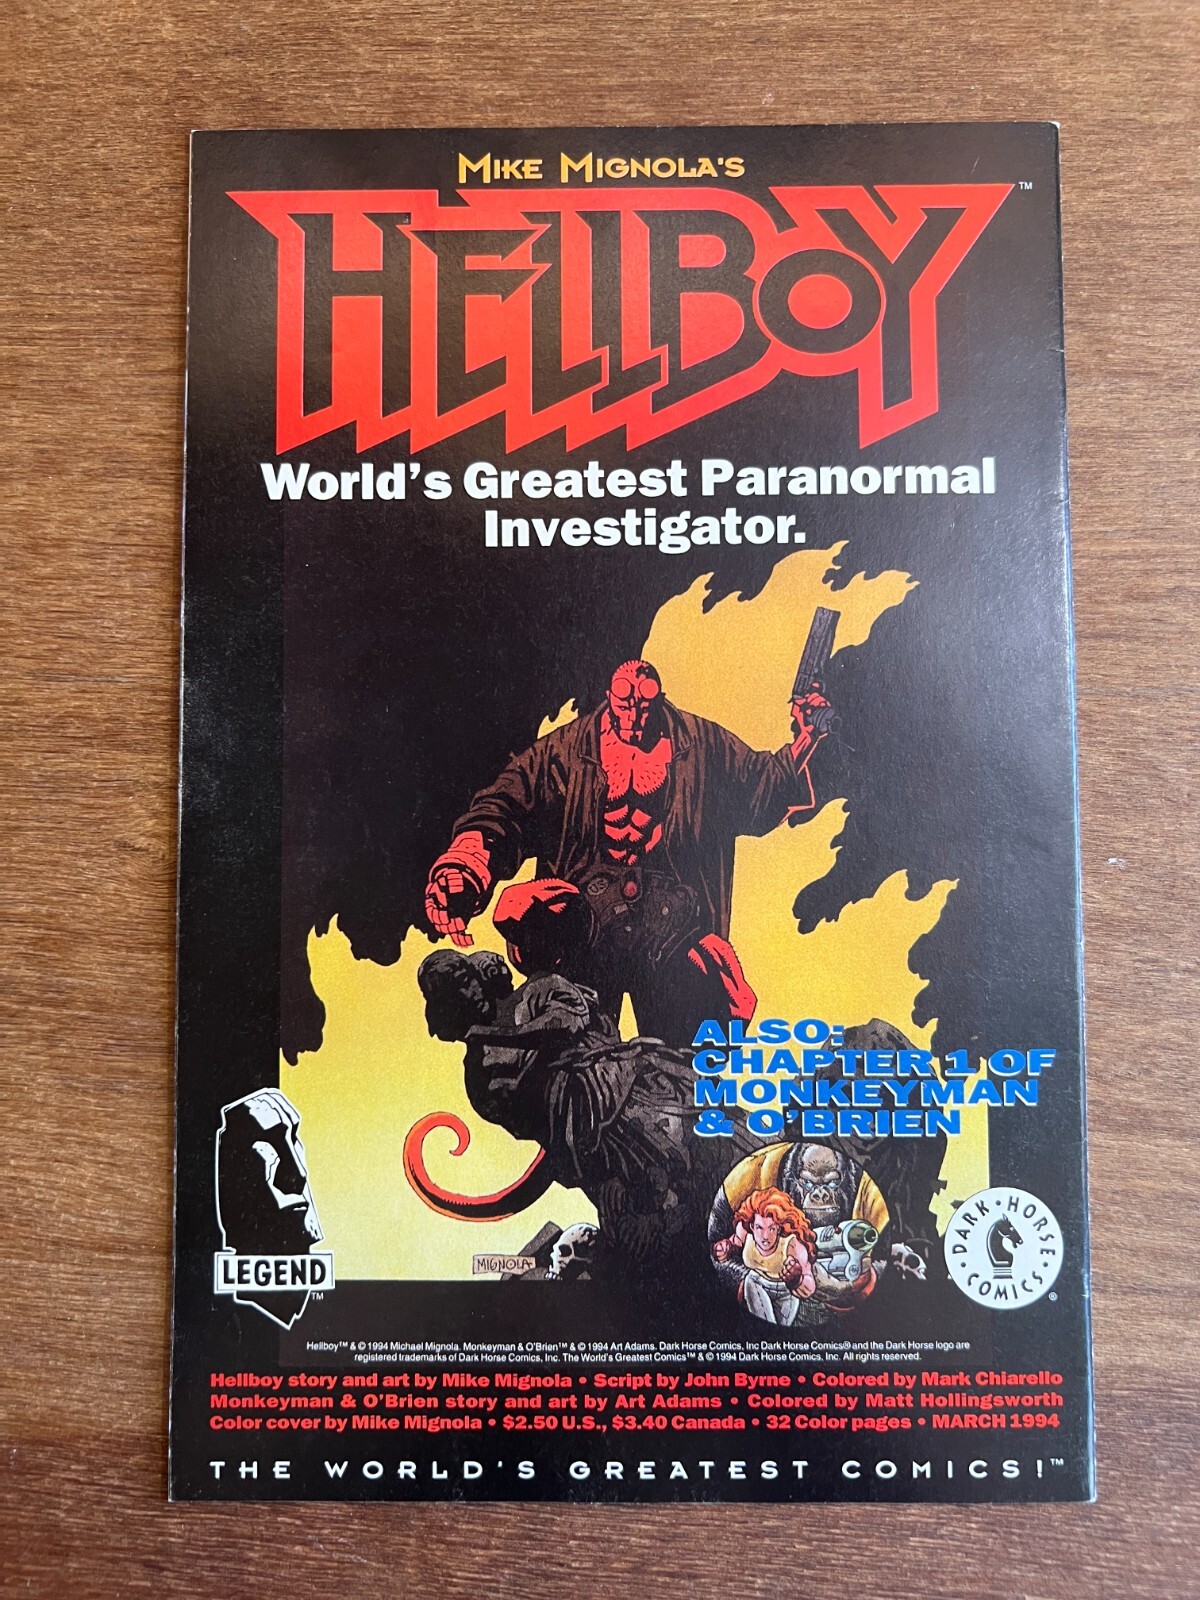 MIKE MIGNOLA'S
HELLBOY™
World's Greatest Paranormal
Investigator.
ALSO:
CHAPTER 1 OF
MONKEYMAN
& O'BRIEN
LEGEND™
MIGNOLA
DARK • HORSE • COMICS •®
Hellboy™ & © 1994 Michael Mignola. Monkeyman & O'Brien™ & © 1994 Art Adams. Dark Horse Comics, Inc Dark Horse Comics® and the Dark Horse logo are
registered trademarks of Dark Horse Comics, Inc. The World's Greatest Comics™ & © 1994 Dark Horse Comics, Inc. All rights reserved.
Hellboy story and art by Mike Mignola • Script by John Byrne • Colored by Mark Chiarello
Monkeyman & O'Brien story and art by Art Adams • Colored by Matt Hollingsworth
Color cover by Mike Mignola • $2.50 U.S., $3.40 Canada • 32 Color pages • MARCH 1994
THE WORLD'S GREATEST COMICS!™